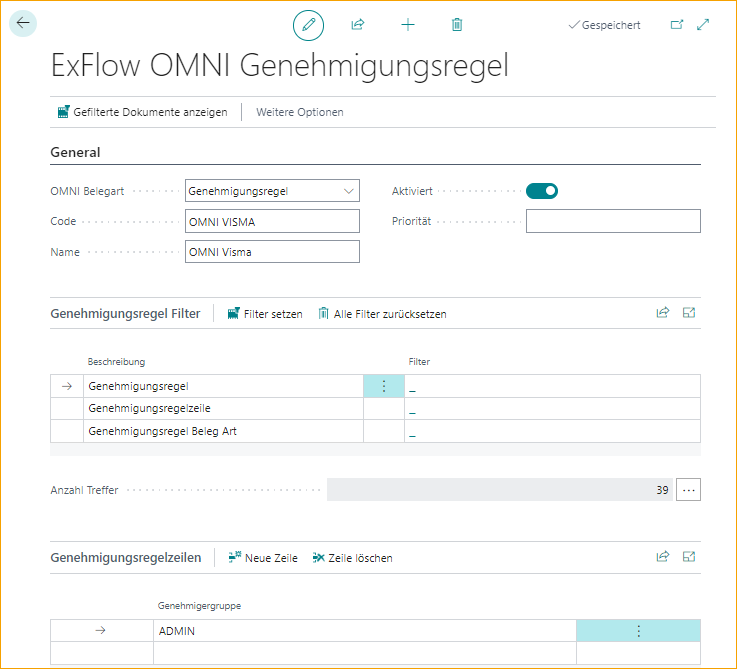 Gespeichert
ExFlow OMNI Genehmigungsregel
Gefilterte Dokumente anzeigen Weitere Optionen
General
OMNI Belegart Genehmigungsregel Aktiviert
Code OMNI VISMA Priorität
Name OMNI Visma
Genehmigungsregel Filter Filter setzen Alle Filter zurücksetzen
Beschreibung Filter
Genehmigungsregel _
Genehmigungsregelzeile _
Genehmigungsregel Beleg Art _
Anzahl Treffer 39 ...
Genehmigungsregelzeilen Neue Zeile Zeile löschen
Genehmigergruppe
ADMIN